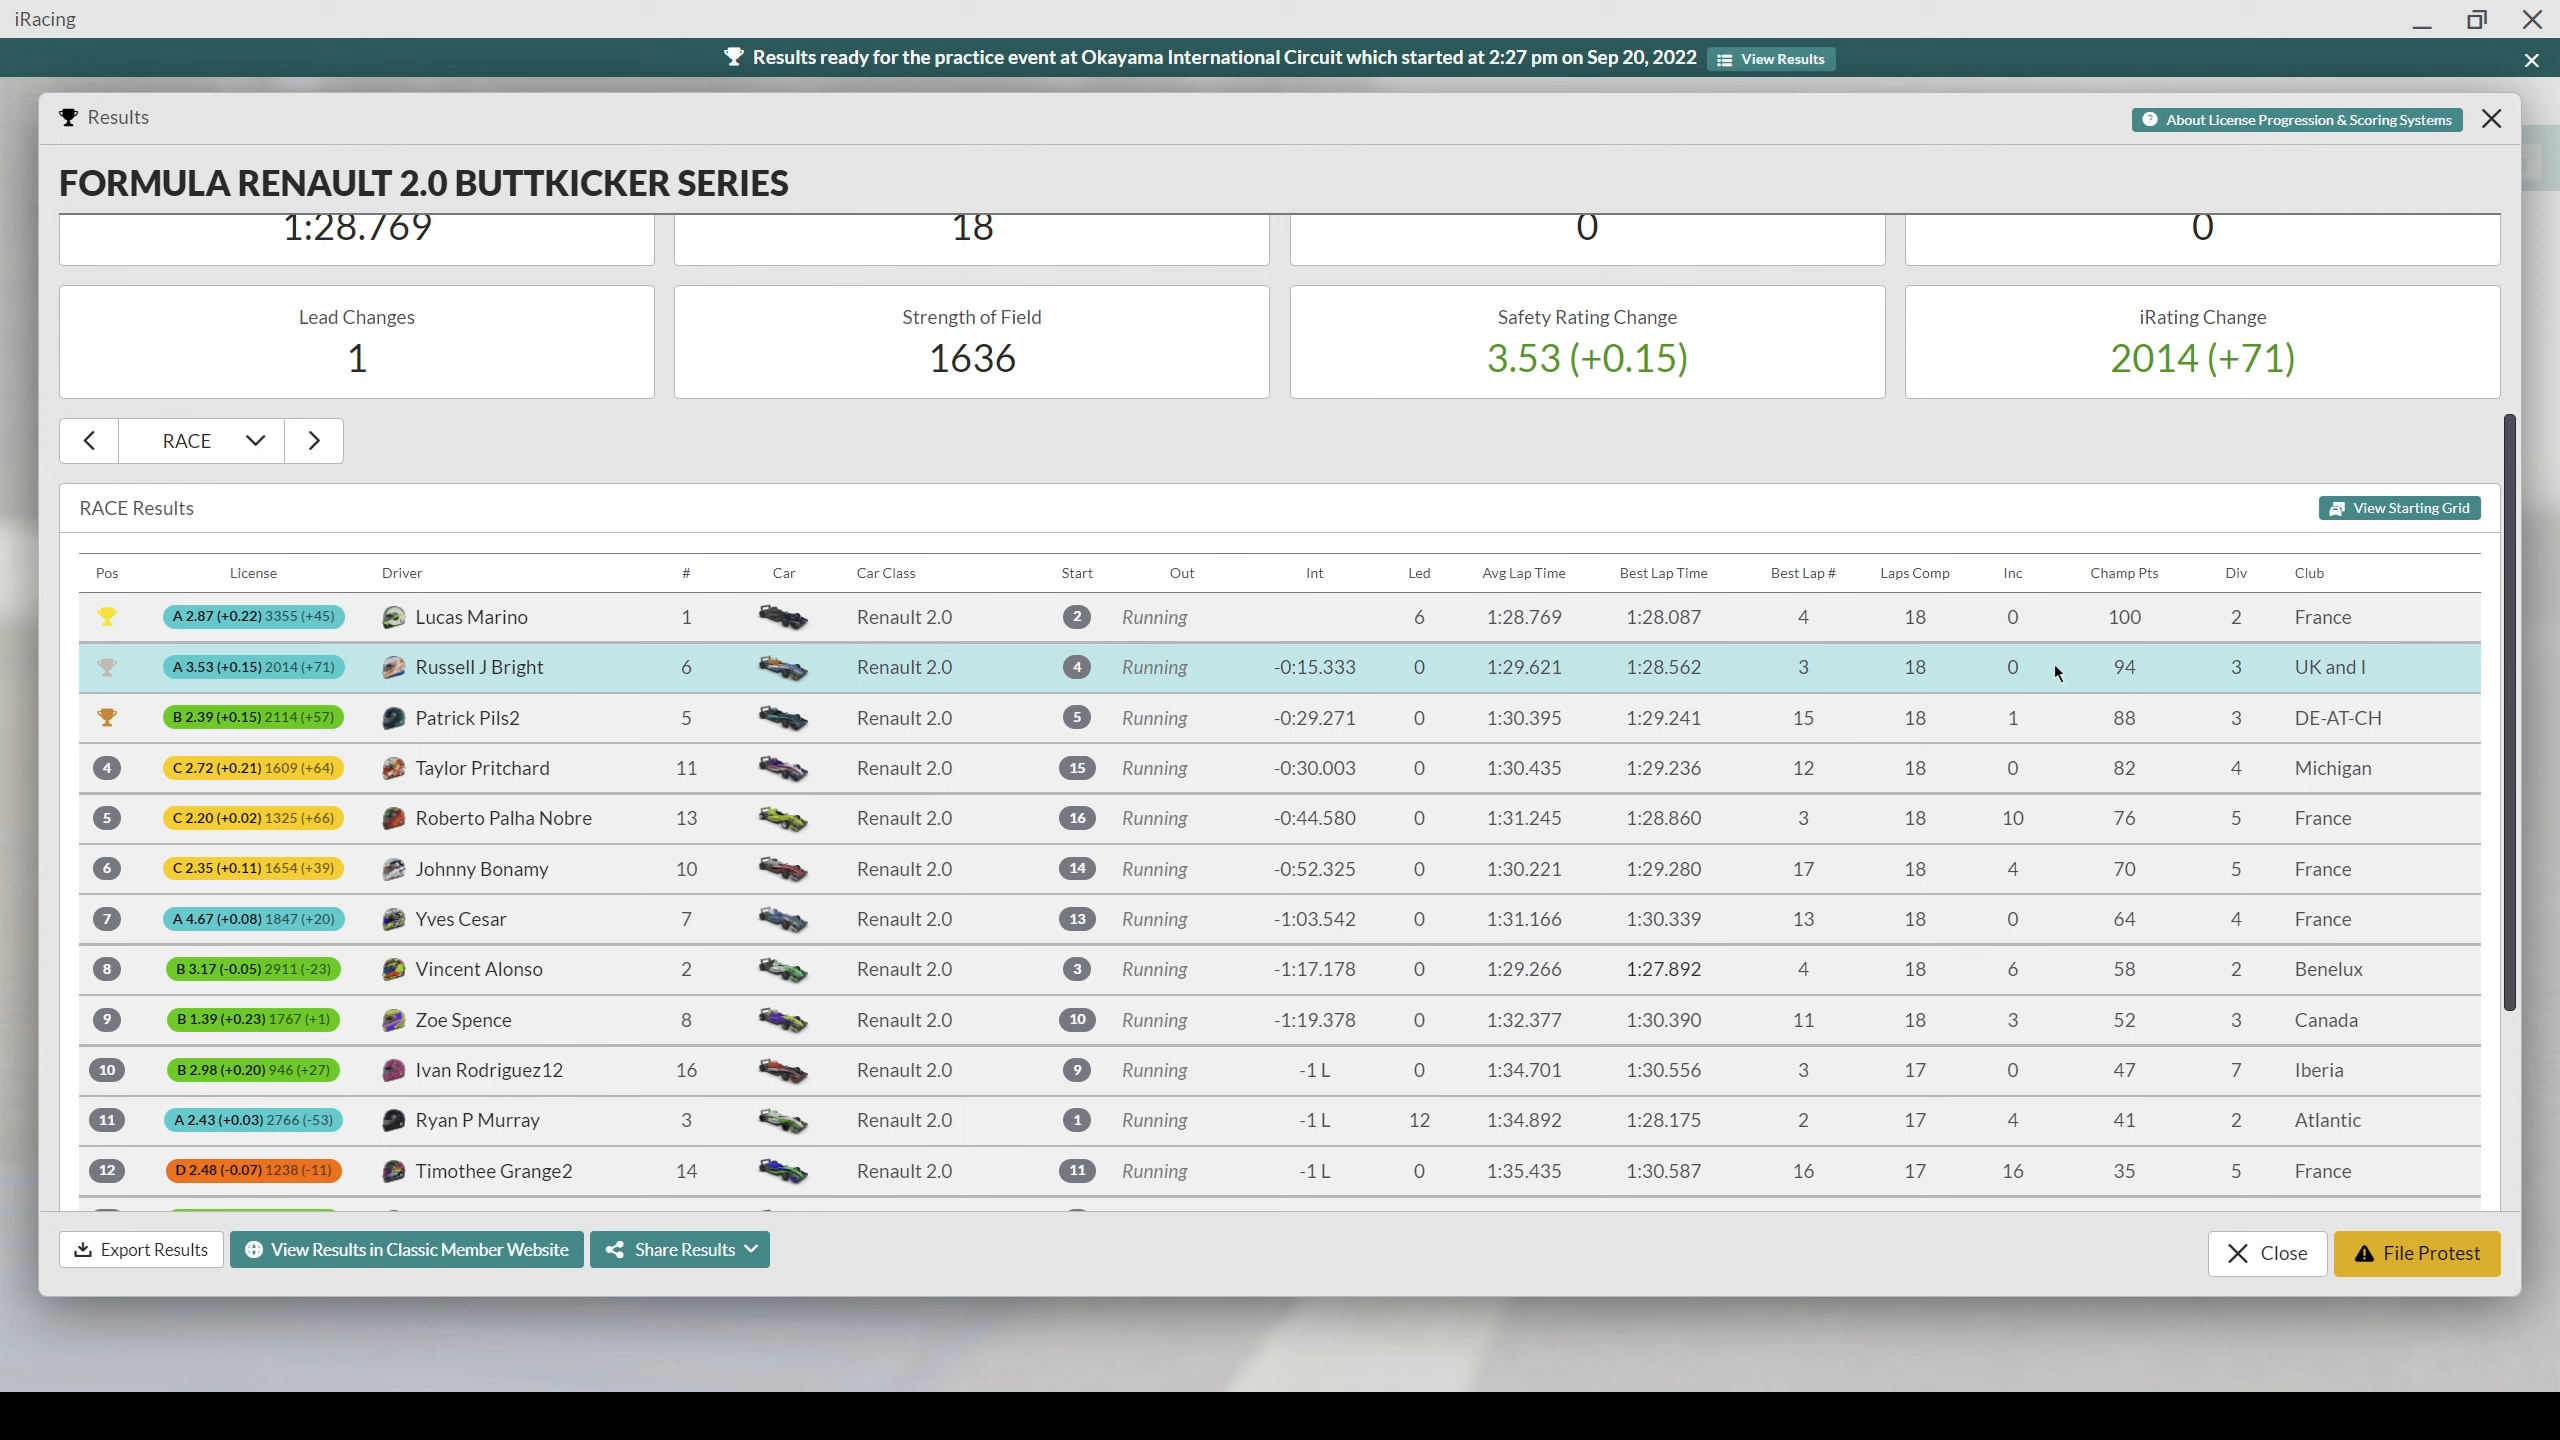 iRacing
Results ready for the practice event at Okayama International Circuit which started at 2:27 pm on Sep 20, 2022 View Results
Results About License Progression & Scoring Systems
FORMULA RENAULT 2.0 BUTTKICKER SERIES
1:28.769 18 0 0
Lead Changes Strength of Field Safety Rating Change iRating Change
1 1636 3.53 (+0.15) 2014 (+71)
RACE
RACE Results View Starting Grid
Pos License Driver # Car Car Class Start Out Int Led Avg Lap Time Best Lap Time Best Lap # Laps Comp Inc Champ Pts Div Club
A 2.87 (+0.22) 3355 (+45) Lucas Marino 1 Renault 2.0 2 Running 6 1:28.769 1:28.087 4 18 0 100 2 France
A 3.53 (+0.15) 2014 (+71) Russell J Bright 6 Renault 2.0 4 Running -0:15.333 0 1:29.621 1:28.562 3 18 0 94 3 UK and I
B 2.39 (+0.15) 2114 (+57) Patrick Pils2 5 Renault 2.0 5 Running -0:29.271 0 1:30.395 1:29.241 15 18 1 88 3 DE-AT-CH
4 C 2.72 (+0.21) 1609 (+64) Taylor Pritchard 11 Renault 2.0 15 Running -0:30.003 0 1:30.435 1:29.236 12 18 0 82 4 Michigan
5 C 2.20 (+0.02) 1325 (+66) Roberto Palha Nobre 13 Renault 2.0 16 Running -0:44.580 0 1:31.245 1:28.860 3 18 10 76 5 France
6 C 2.35 (+0.11) 1654 (+39) Johnny Bonamy 10 Renault 2.0 14 Running -0:52.325 0 1:30.221 1:29.280 17 18 4 70 5 France
7 A 4.67 (+0.08) 1847 (+20) Yves Cesar 7 Renault 2.0 13 Running -1:03.542 0 1:31.166 1:30.339 13 18 0 64 4 France
8 B 3.17 (-0.05) 2911 (-23) Vincent Alonso 2 Renault 2.0 3 Running -1:17.178 0 1:29.266 1:27.892 4 18 6 58 2 Benelux
9 B 1.39 (+0.23) 1767 (+1) Zoe Spence 8 Renault 2.0 10 Running -1:19.378 0 1:32.377 1:30.390 11 18 3 52 3 Canada
10 B 2.98 (+0.20) 946 (+27) Ivan Rodriguez12 16 Renault 2.0 9 Running -1 L 0 1:34.701 1:30.556 3 17 0 47 7 Iberia
11 A 2.43 (+0.03) 2766 (-53) Ryan P Murray 3 Renault 2.0 1 Running -1 L 12 1:34.892 1:28.175 2 17 4 41 2 Atlantic
12 D 2.48 (-0.07) 1238 (-11) Timothee Grange2 14 Renault 2.0 11 Running -1 L 0 1:35.435 1:30.587 16 17 16 35 5 France
Export Results View Results in Classic Member Website Share Results Close File Protest